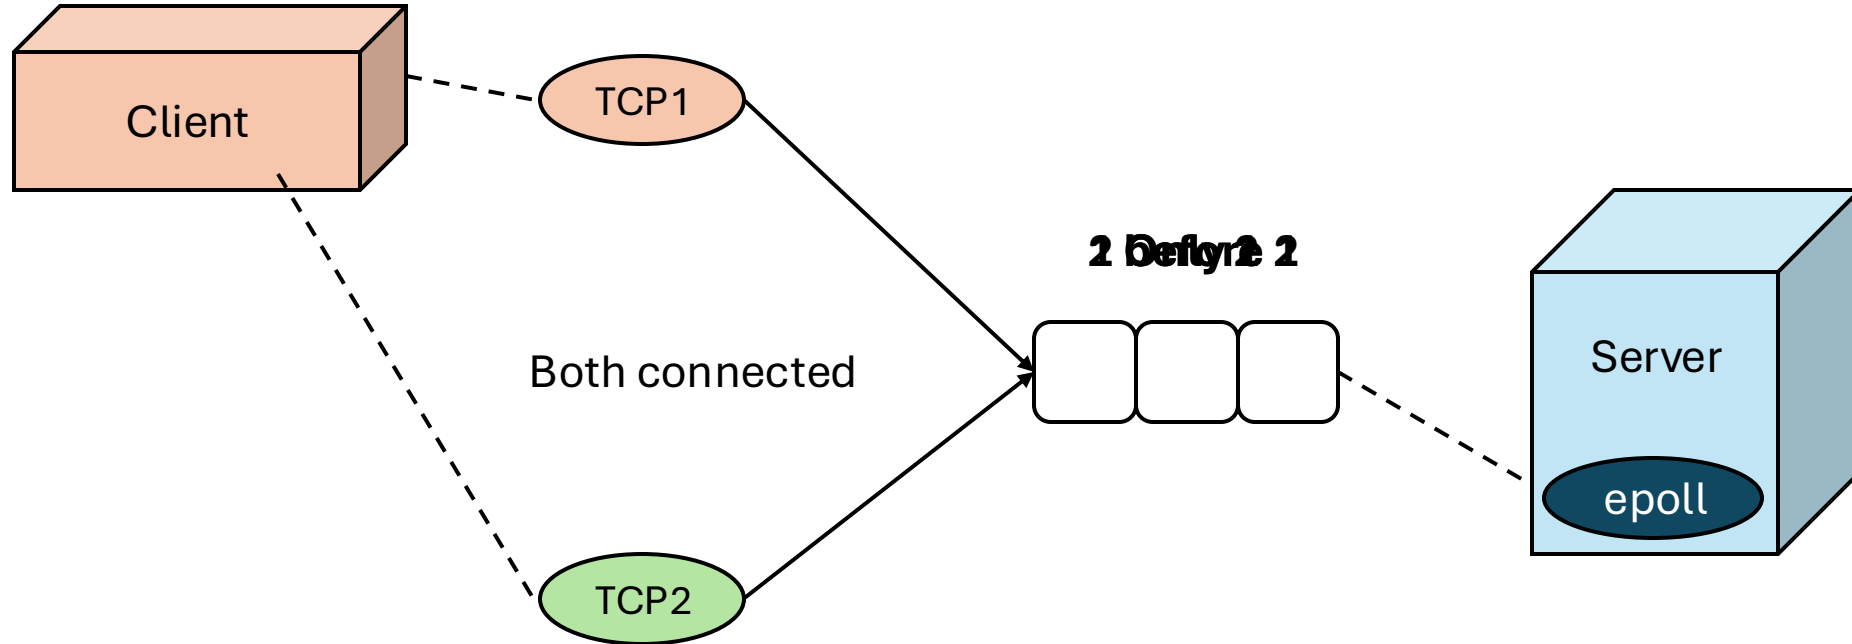 Client
TCP1
Both connected
Server
epoll
TCP2